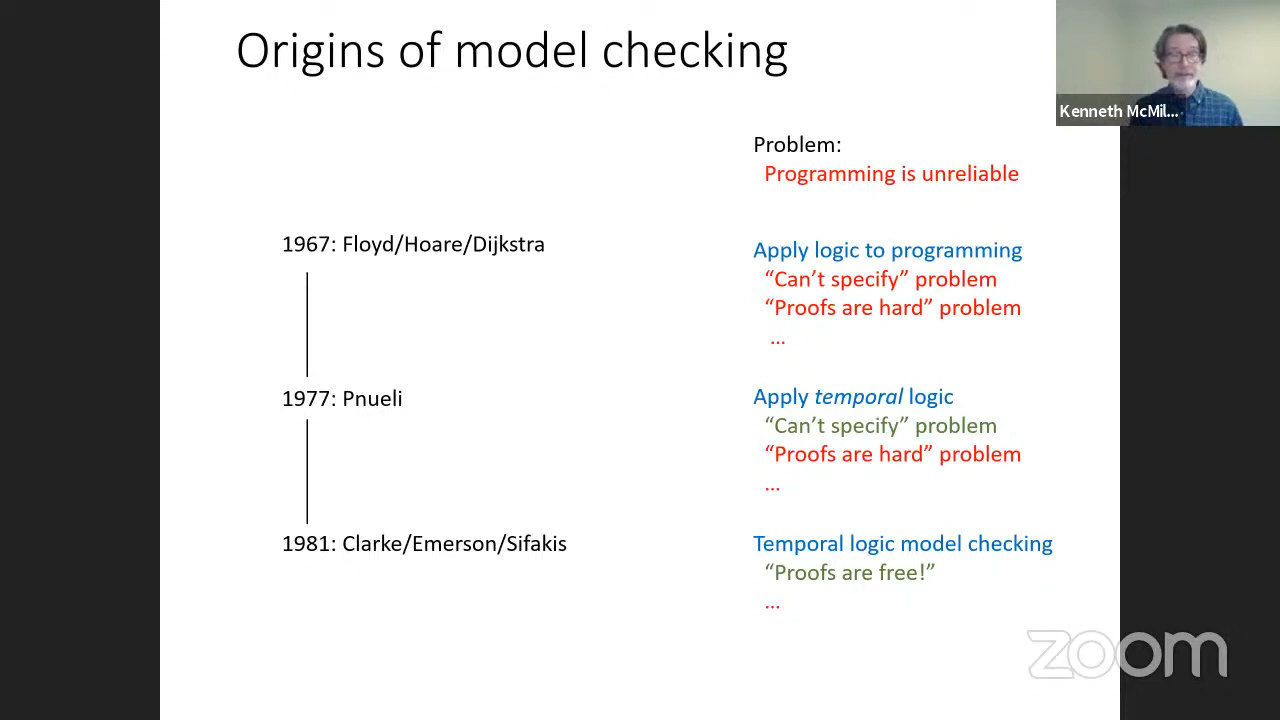 Origins of model checking
Kenneth McMil...
Problem:
Programming is unreliable
1967: Floyd/Hoare/Dijkstra
Apply logic to programming
“Can’t specify” problem
“Proofs are hard” problem
...
1977: Pnueli
Apply temporal logic
“Can’t specify” problem
“Proofs are hard” problem
...
1981: Clarke/Emerson/Sifakis
Temporal logic model checking
“Proofs are free!”
...
zoom